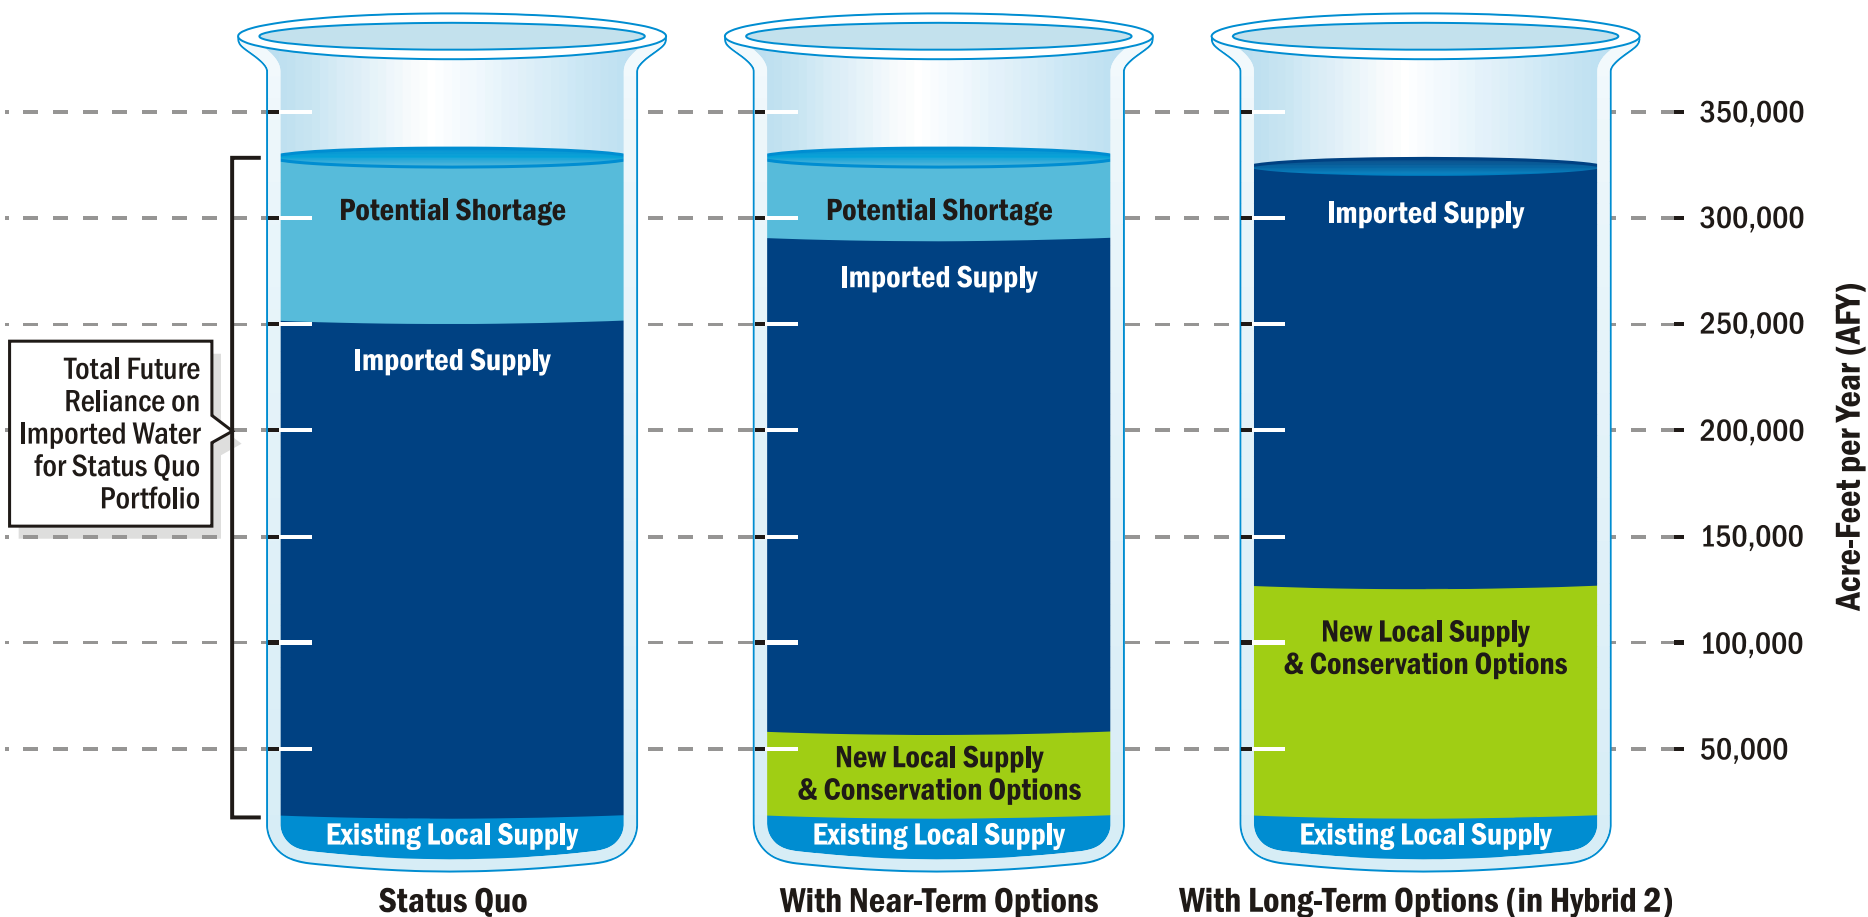 Total Future
Reliance on
Imported Water
for Status Quo
Portfolio
Potential Shortage
Imported Supply
Existing Local Supply
Status Quo
Potential Shortage
Imported Supply
New Local Supply
& Conservation Options
Existing Local Supply
With Near-Term Options
Imported Supply
New Local Supply
& Conservation Options
Existing Local Supply
With Long-Term Options (in Hybrid 2)
350,000
300,000
250,000
200,000
150,000
100,000
50,000
Acre-Feet per Year (AFY)